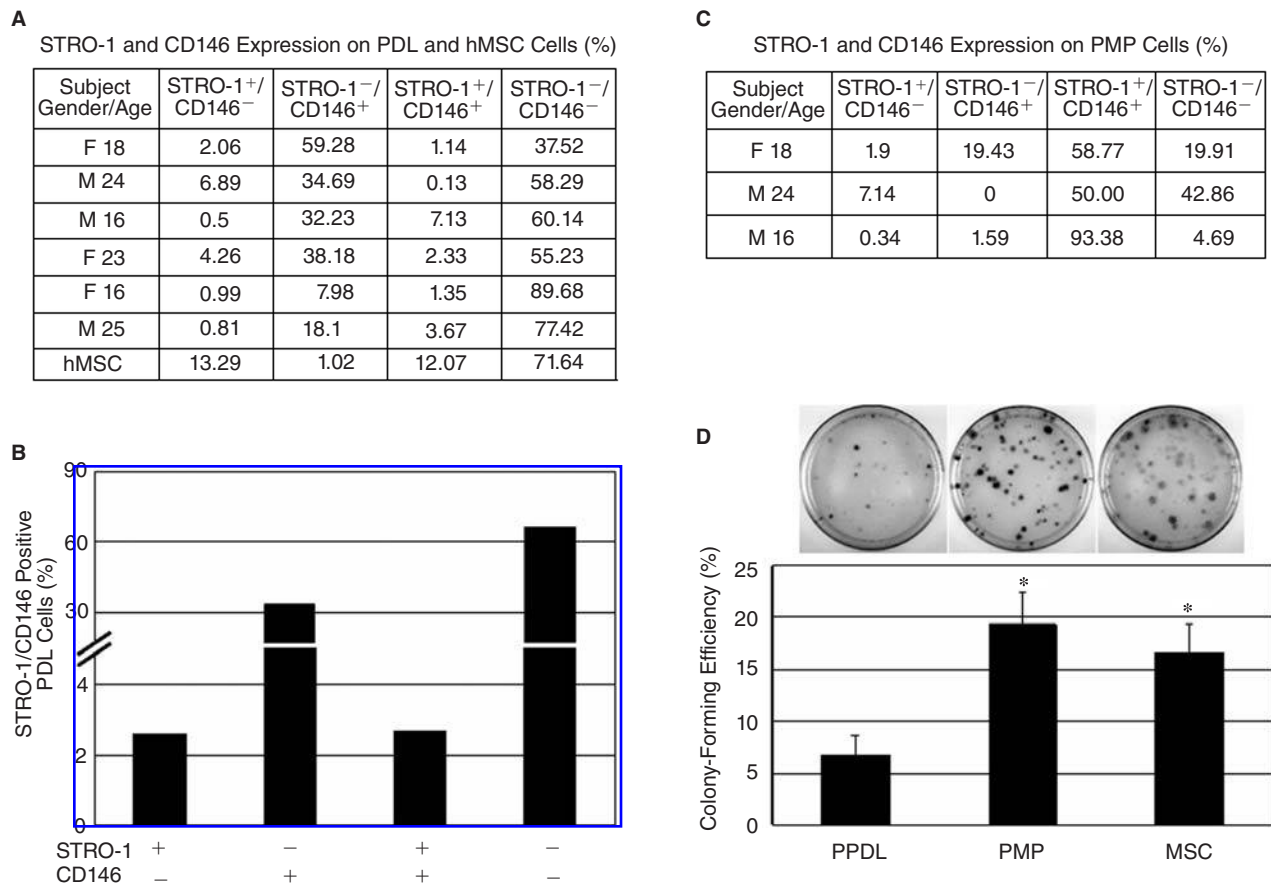 A
STRO-1 and CD146 Expression on PDL and hMSC Cells (%)
Subject Gender/Age STRO-1+/CD146− STRO-1−/CD146+ STRO-1+/CD146+ STRO-1−/CD146−
F 18 2.06 59.28 1.14 37.52
M 24 6.89 34.69 0.13 58.29
M 16 0.5 32.23 7.13 60.14
F 23 4.26 38.18 2.33 55.23
F 16 0.99 7.98 1.35 89.68
M 25 0.81 18.1 3.67 77.42
hMSC 13.29 1.02 12.07 71.64
C
STRO-1 and CD146 Expression on PMP Cells (%)
Subject Gender/Age STRO-1+/CD146− STRO-1−/CD146+ STRO-1+/CD146+ STRO-1−/CD146−
F 18 1.9 19.43 58.77 19.91
M 24 7.14 0 50.00 42.86
M 16 0.34 1.59 93.38 4.69
B
STRO-1/CD146 Positive
PDL Cells (%)
90
60
30
4
2
0
STRO-1 + − + −
CD146 − + + −
D
Colony-Forming Efficiency (%)
25
20
15
10
5
0
* *
PPDL PMP MSC